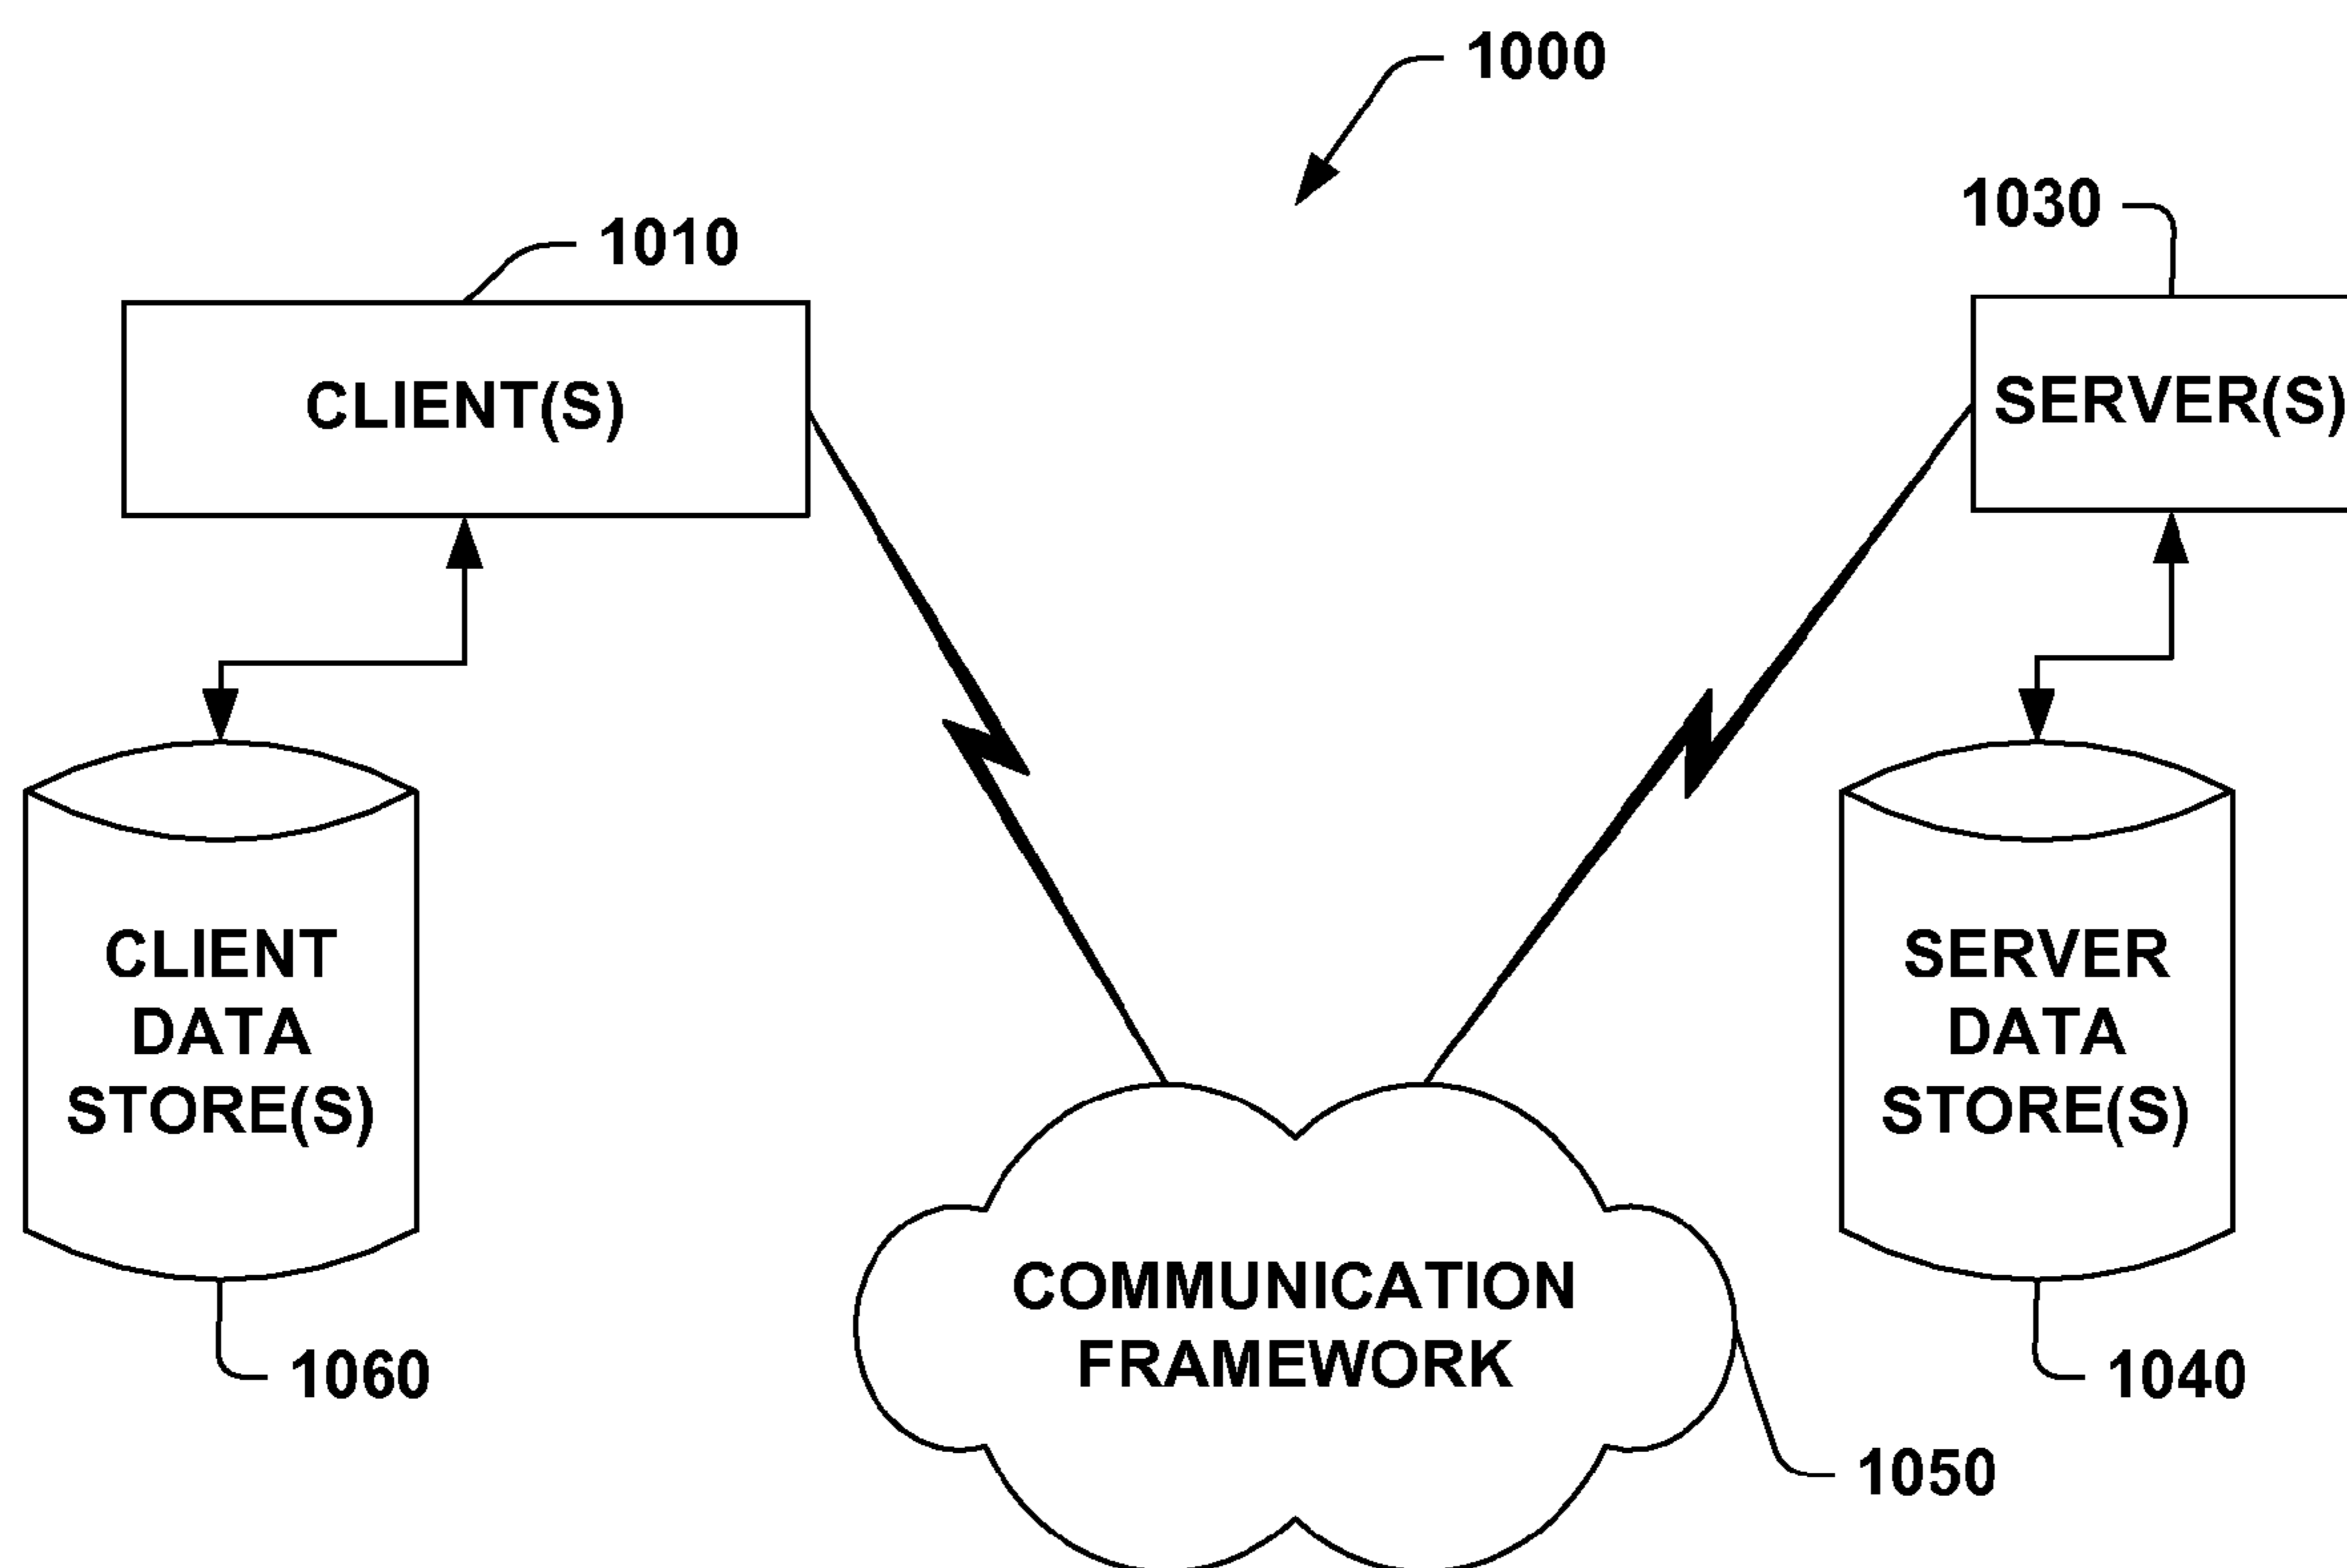 1000
1010
1030
CLIENT(S)
SERVER(S)
CLIENT
DATA
STORE(S)
SERVER
DATA
STORE(S)
COMMUNICATION
FRAMEWORK
1060
1040
1050